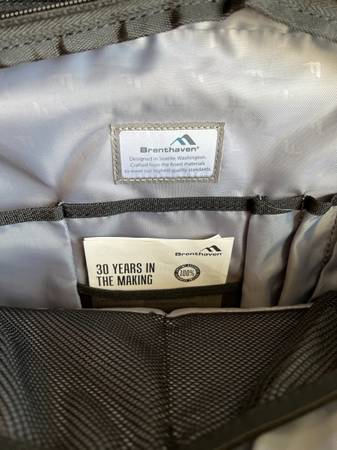 Brenthaven®
Designed in Seattle, Washington.
Crafted from the finest materials
to meet our highest quality standards.
Brenthaven
30 YEARS IN
THE MAKING
100%